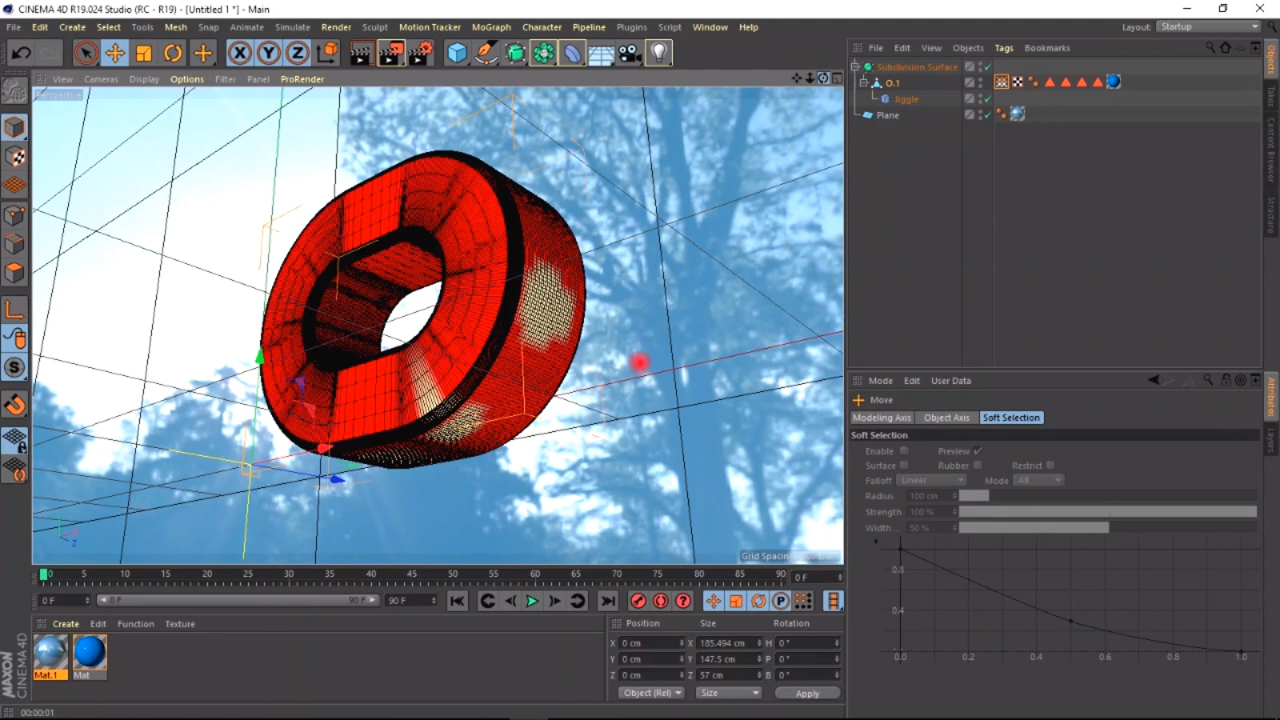 CINEMA 4D R19.024 Studio (RC - R19) - [Untitled 1 *] - Main
File Edit Create Select Tools Mesh Snap Animate Simulate Render Sculpt Motion Tracker MoGraph Character Pipeline Plugins Script Window Help
Layout: Startup
X Y Z
File Edit View Objects Tags Bookmarks
View Cameras Display Options Filter Panel ProRender
Perspective
Subdivision Surface
O.1
Jiggle
Plane
Objects
Takes
Content Browser
Structure
S
Mode Edit User Data
Move
Modeling Axis Object Axis Soft Selection
Soft Selection
Enable Preview
Surface Rubber Restrict
Falloff Linear Mode All
Radius 100 cm
Strength 100 %
Width. . 50 %
Attributes
Layers
Grid Spacing
0.4
0.0 0.2 0.4 0.6 0.8 1.0
0 5 10 15 20 25 30 35 40 45 50 55 60 65 70 75 80 85 90 0 F
0 F 0 F 90 F 90 F
P
Create Edit Function Texture
Mat.1 Mat
Position Size Rotation
X 0 cm X 185.494 cm H 0 °
Y 0 cm Y 147.5 cm P 0 °
Z 0 cm Z 57 cm B 0 °
Object (Rel) Size Apply
MAXON
CINEMA 4D
00:00:01